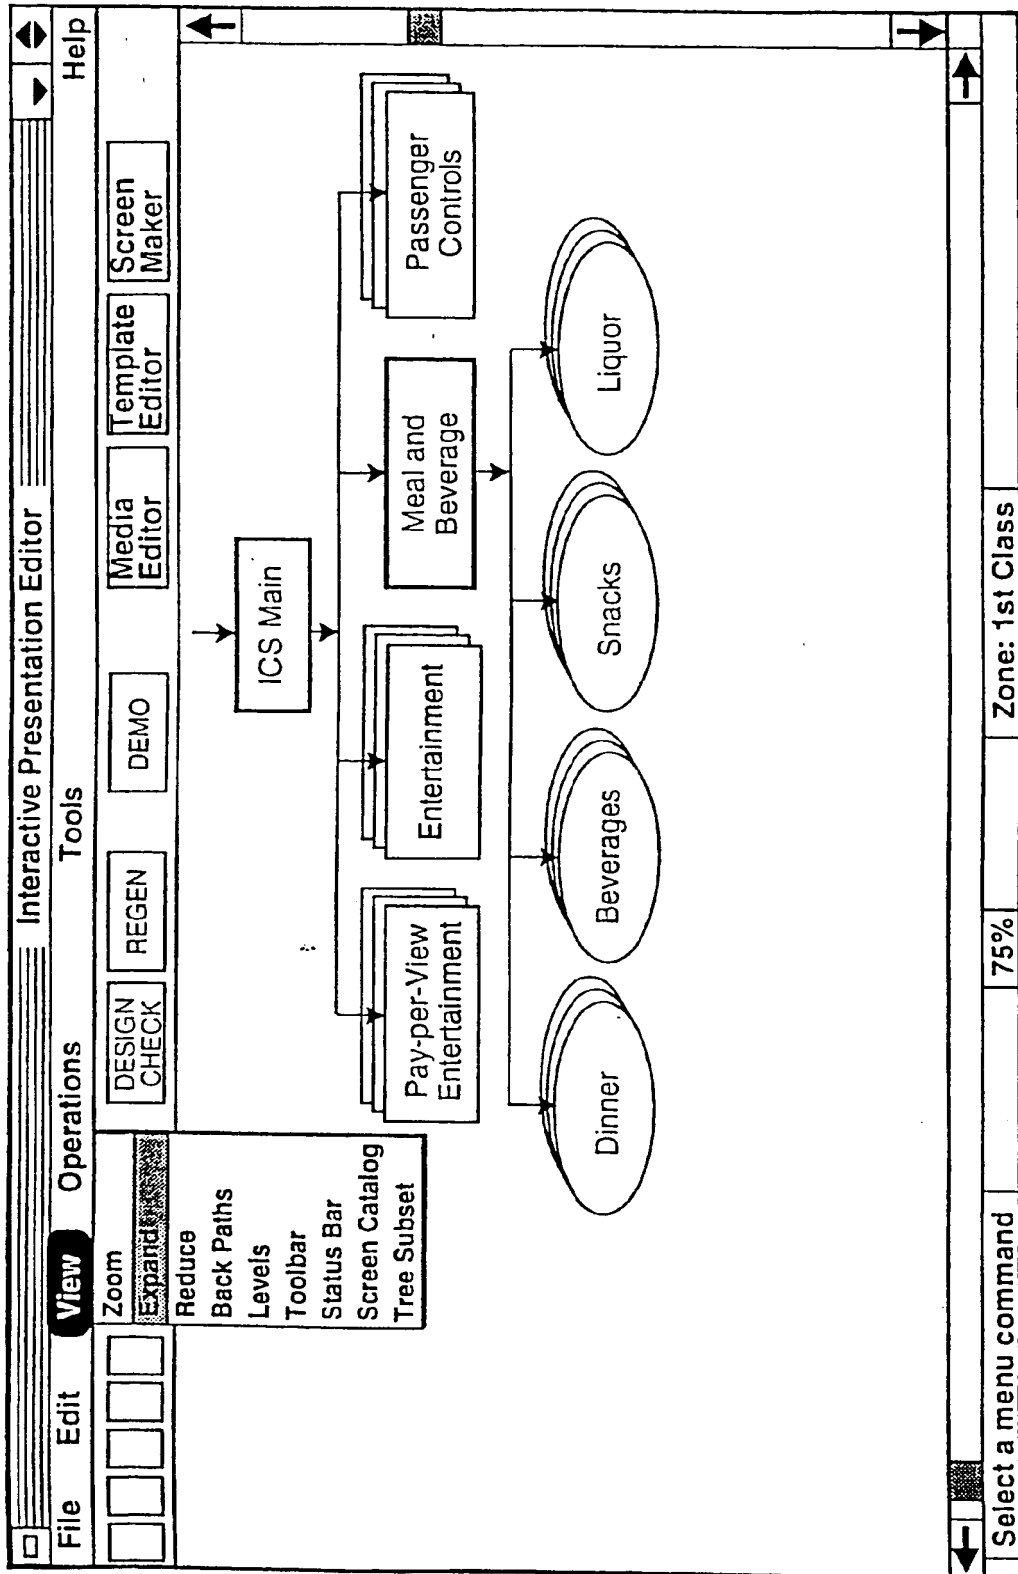 Interactive Presentation Editor
File Edit View Operations Tools Help
Zoom
Expand
Reduce
Back Paths
Levels
Toolbar
Status Bar
Screen Catalog
Tree Subset
DESIGN
CHECK
REGEN
DEMO
Media
Editor
Template
Editor
Screen
Maker
ICS Main
Pay-per-View
Entertainment
Entertainment
Meal and
Beverage
Passenger
Controls
Dinner
Beverages
Snacks
Liquor
Select a menu command
75%
Zone: 1st Class